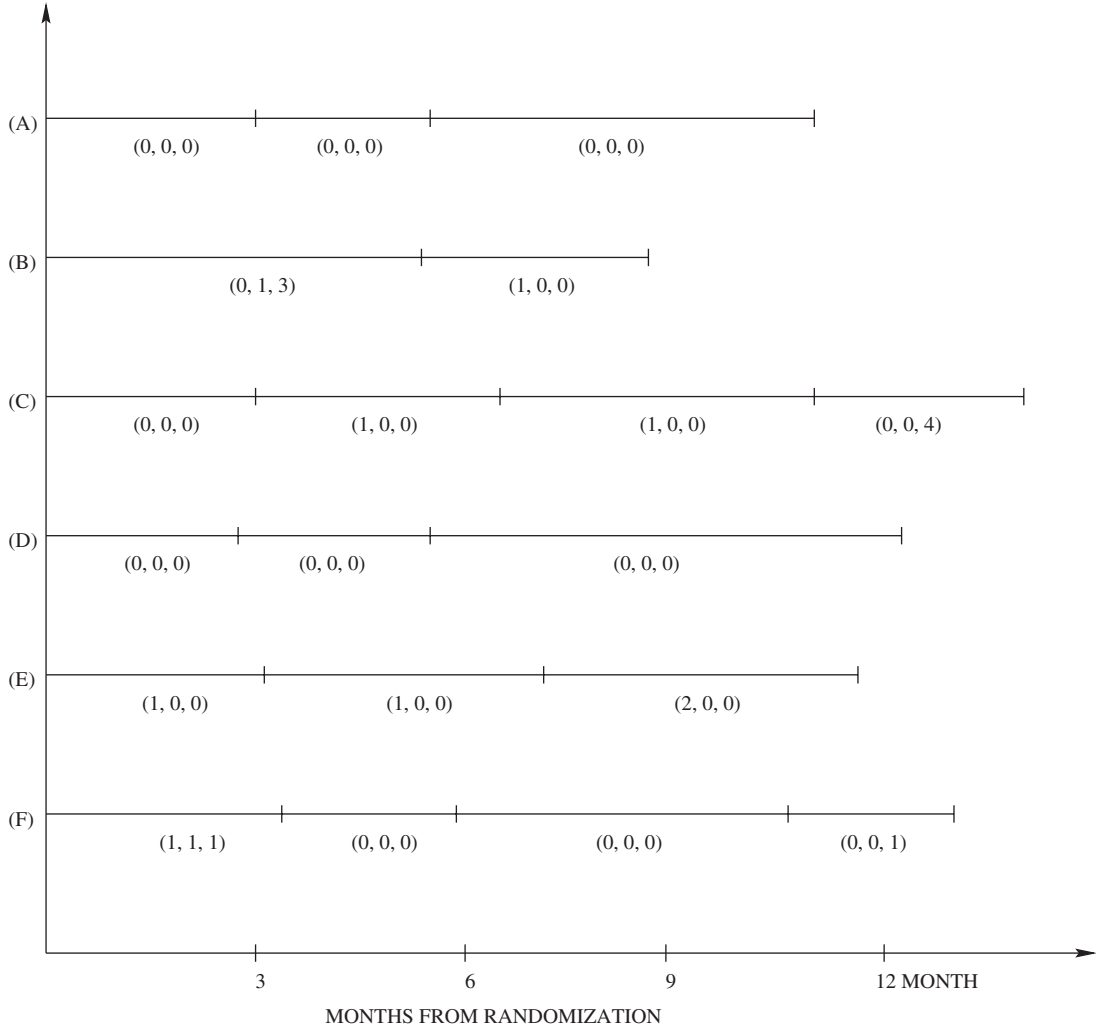 (A)
(0, 0, 0) (0, 0, 0) (0, 0, 0)
(B)
(0, 1, 3) (1, 0, 0)
(C)
(0, 0, 0) (1, 0, 0) (1, 0, 0) (0, 0, 4)
(D)
(0, 0, 0) (0, 0, 0) (0, 0, 0)
(E)
(1, 0, 0) (1, 0, 0) (2, 0, 0)
(F)
(1, 1, 1) (0, 0, 0) (0, 0, 0) (0, 0, 1)
3 6 9 12 MONTH
MONTHS FROM RANDOMIZATION